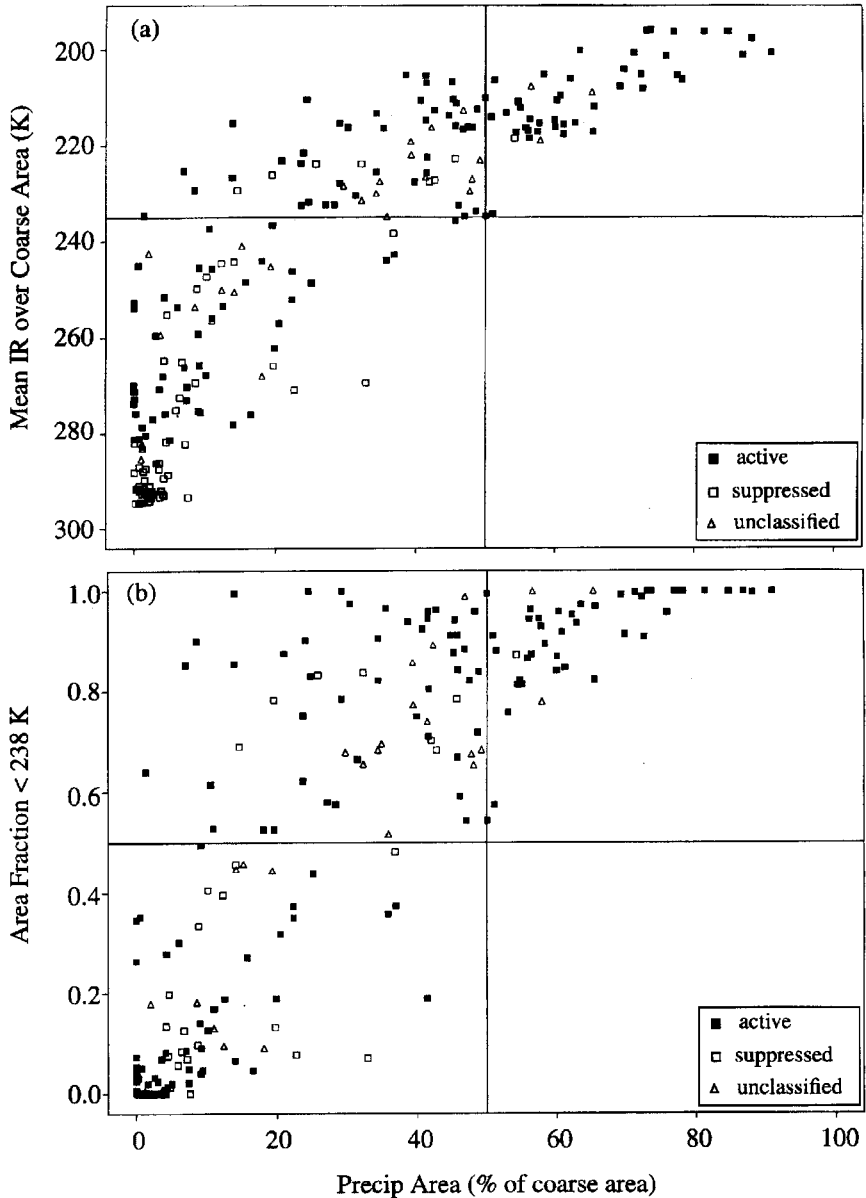 (a)
200
220
240
260
280
300
Mean IR over Coarse Area (K)
active
suppressed
unclassified
(b)
1.0
0.8
0.6
0.4
0.2
0.0
Area Fraction < 238 K
active
suppressed
unclassified
0 20 40 60 80 100
Precip Area (% of coarse area)